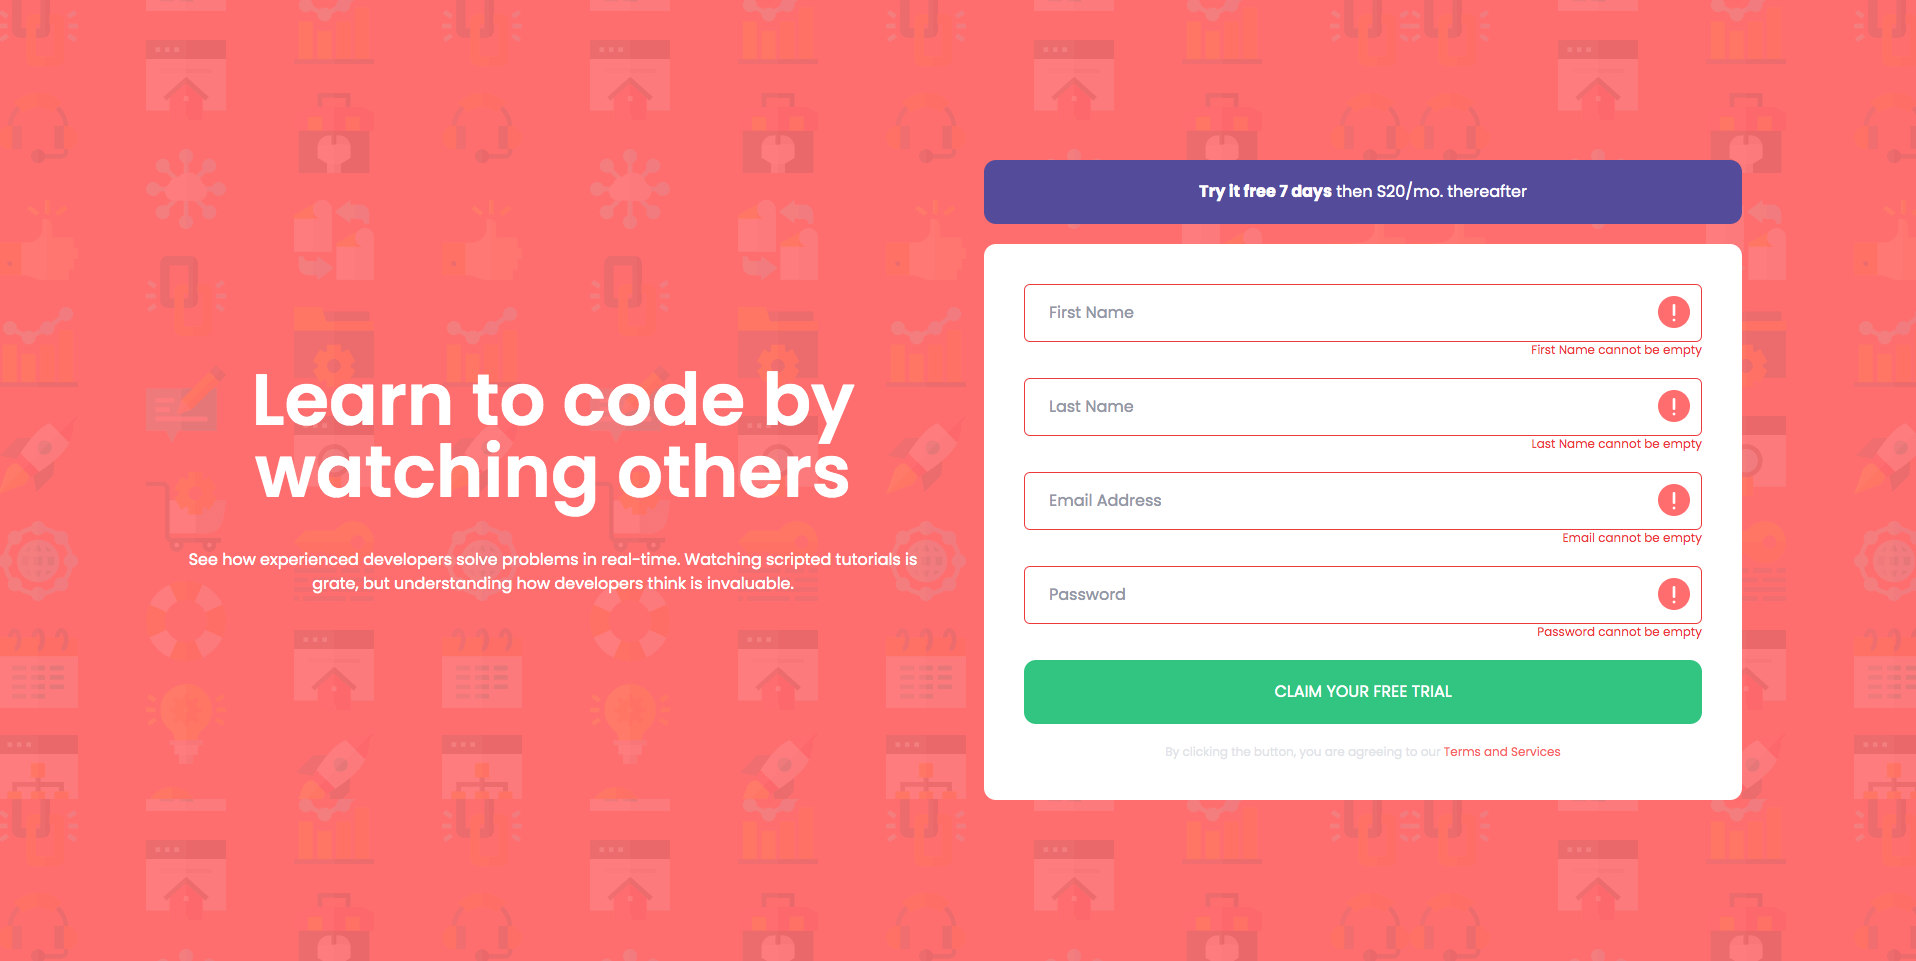 Learn to code by
watching others
See how experienced developers solve problems in real-time. Watching scripted tutorials is
grate, but understanding how developers think is invaluable.
Try it free 7 days then S20/mo. thereafter
First Name
First Name cannot be empty
Last Name
Last Name cannot be empty
Email Address
Email cannot be empty
Password
Password cannot be empty
CLAIM YOUR FREE TRIAL
By clicking the button, you are agreeing to our Terms and Services